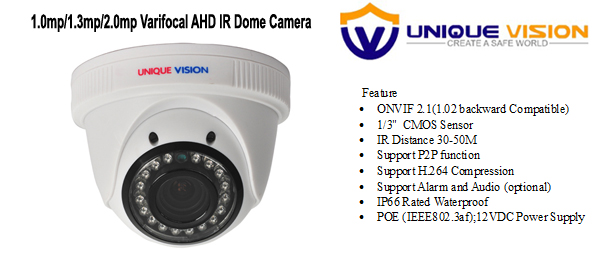 1.0mp/1.3mp/2.0mp Varifocal AHD IR Dome Camera
UNIQUE VISION
UNIQUE VISION
CREATE A SAFE WORLD
Feature
• ONVIF 2.1(1.02 backward Compatible)
• 1/3" CMOS Sensor
• IR Distance 30-50M
• Support P2P function
• Support H.264 Compression
• Support Alarm and Audio (optional)
• IP66 Rated Waterproof
• POE (IEEE802.3af);12VDC Power Supply